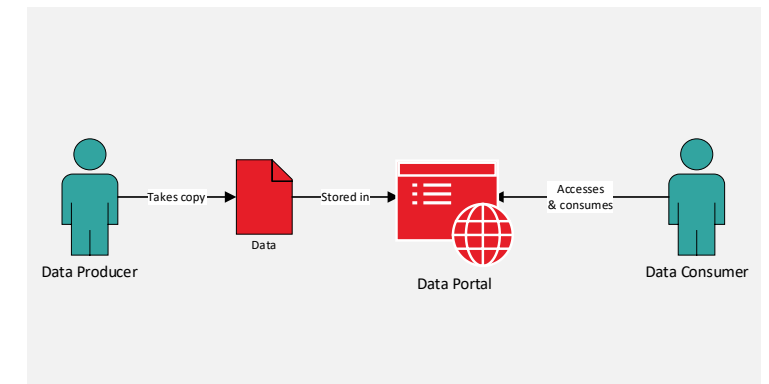 Takes copy
Stored in
Accesses
& consumes
Data
Data Producer
Data Portal
Data Consumer